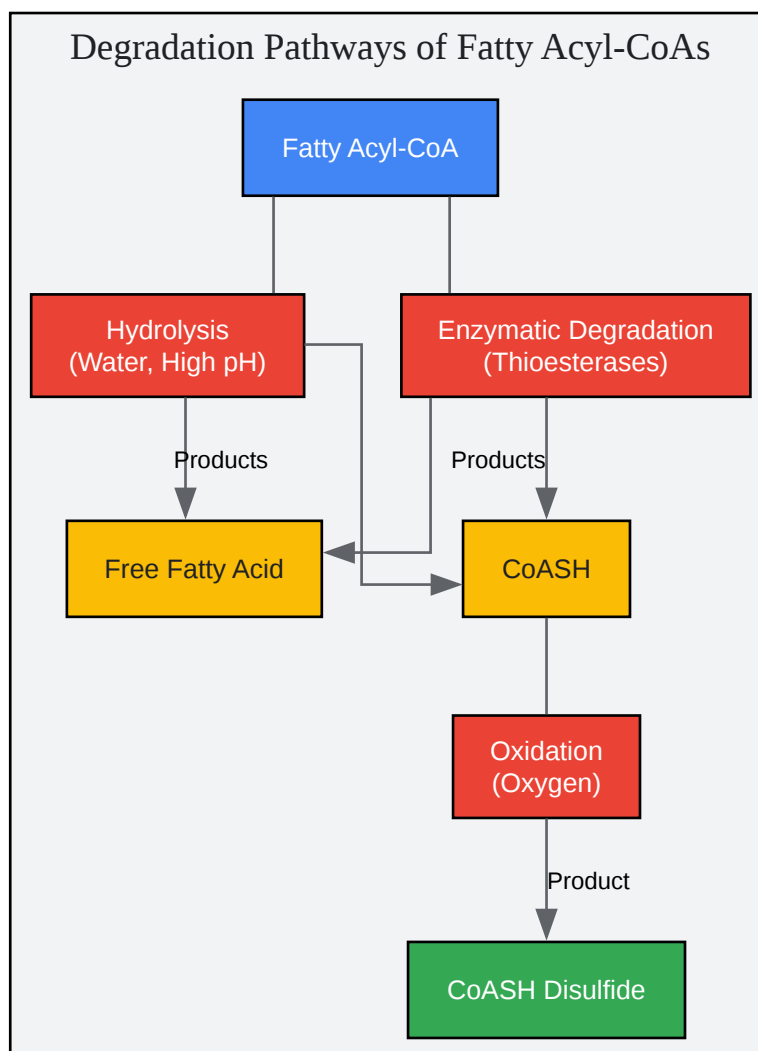 Degradation Pathways of Fatty Acyl-CoAs
Fatty Acyl-CoA
Hydrolysis
(Water, High pH)
Enzymatic Degradation
(Thioesterases)
Products
Products
Free Fatty Acid
CoASH
Oxidation
(Oxygen)
Product
CoASH Disulfide